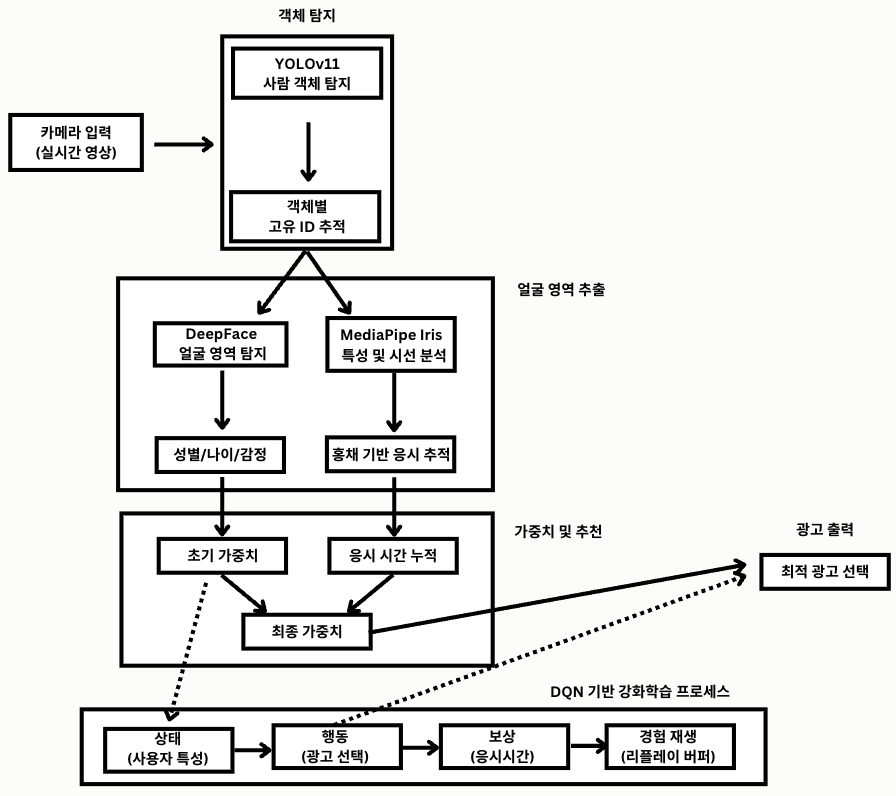 객체 탐지
YOLOv11
사람 객체 탐지
카메라 입력
(실시간 영상)
객체별
고유 ID 추적
얼굴 영역 추출
DeepFace
얼굴 영역 탐지
MediaPipe Iris
특성 및 시선 분석
성별/나이/감정
홍채 기반 응시 추적
가중치 및 추천
광고 출력
초기 가중치
응시 시간 누적
최적 광고 선택
최종 가중치
DQN 기반 강화학습 프로세스
상태
(사용자 특성)
행동
(광고 선택)
보상
(응시시간)
경험 재생
(리플레이 버퍼)